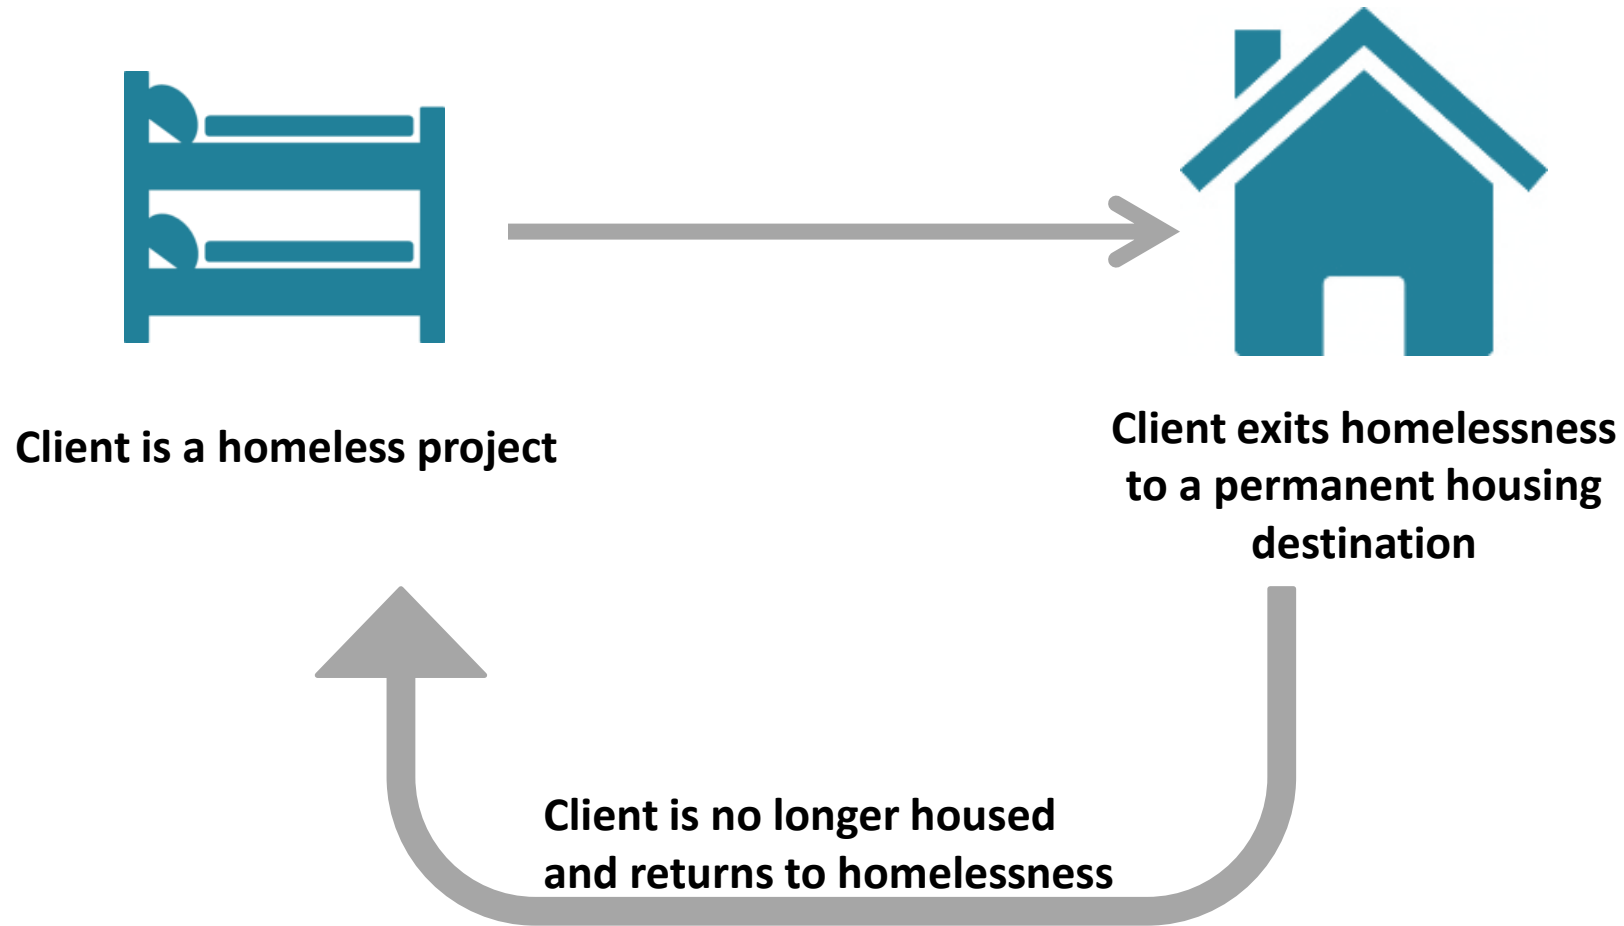 Client is a homeless project
Client exits homelessness
to a permanent housing
destination
Client is no longer housed
and returns to homelessness